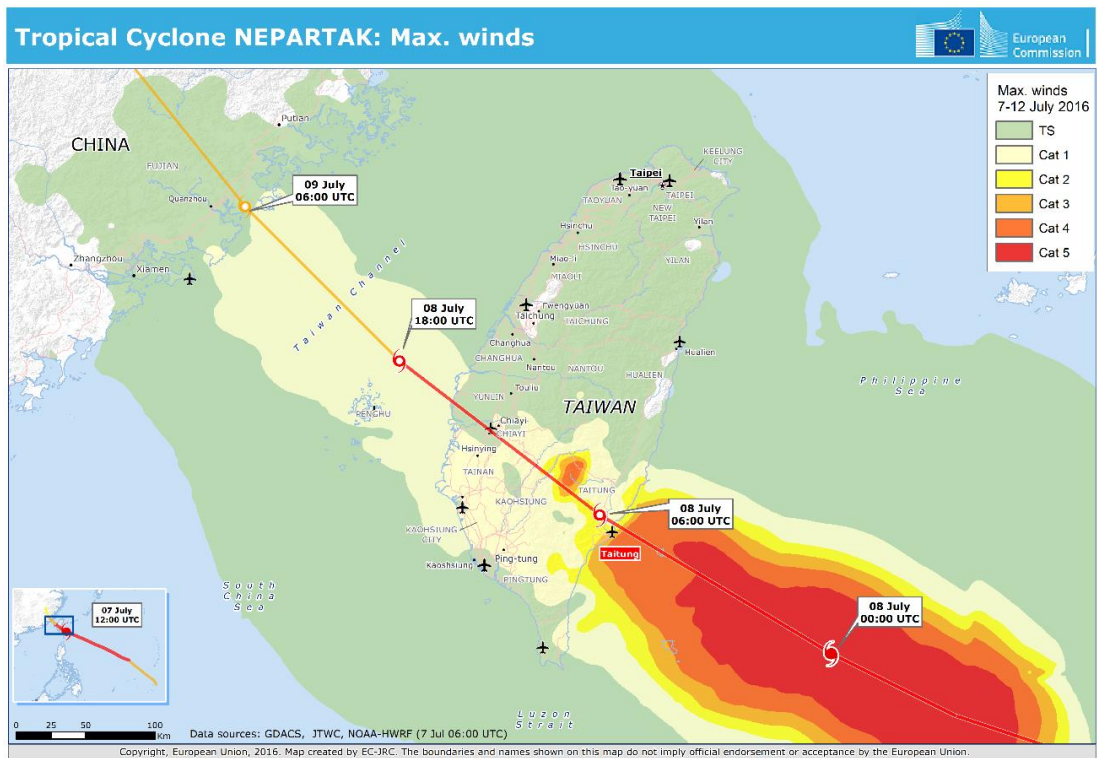 Tropical Cyclone NEPARTAK: Max. winds
European
Commission
Max. winds
7-12 July 2016
TS
Cat 1
Cat 2
Cat 3
Cat 4
Cat 5
CHINA
Putian
FUJIAN
09 July
06:00 UTC
Quanzhou
Zhangzhou
Xiamen
Taiwan Channel
08 July
18:00 UTC
PENGHU
KEELUNG
CITY
Taipei
Tao-yuan
TAIPEI
TAOYUAN
NEW
TAIPEI
Yilan
Hsinchu
HSINCHU
YILAN
Miao-li
MIAOLI
Fwengyuan
Taichung
TAICHUNG
Changhua
CHANGHUA
Nantou
NANTOU
Hualien
HUALIEN
Touliu
YUNLIN
TAIWAN
Philippine
Sea
Chiayi
CHIAYI
Hsinying
TAINAN
KAOHSIUNG
TAITUNG
08 July
06:00 UTC
KAOHSIUNG
CITY
Taitung
Kaoshsiung
Ping-tung
PINGTUNG
South
China
Sea
08 July
00:00 UTC
07 July
12:00 UTC
Luzon
Strait
0 25 50 100
Km
Data sources: GDACS, JTWC, NOAA-HWRF (7 Jul 06:00 UTC)
Copyright, European Union, 2016. Map created by EC-JRC. The boundaries and names shown on this map do not imply official endorsement or acceptance by the European Union.